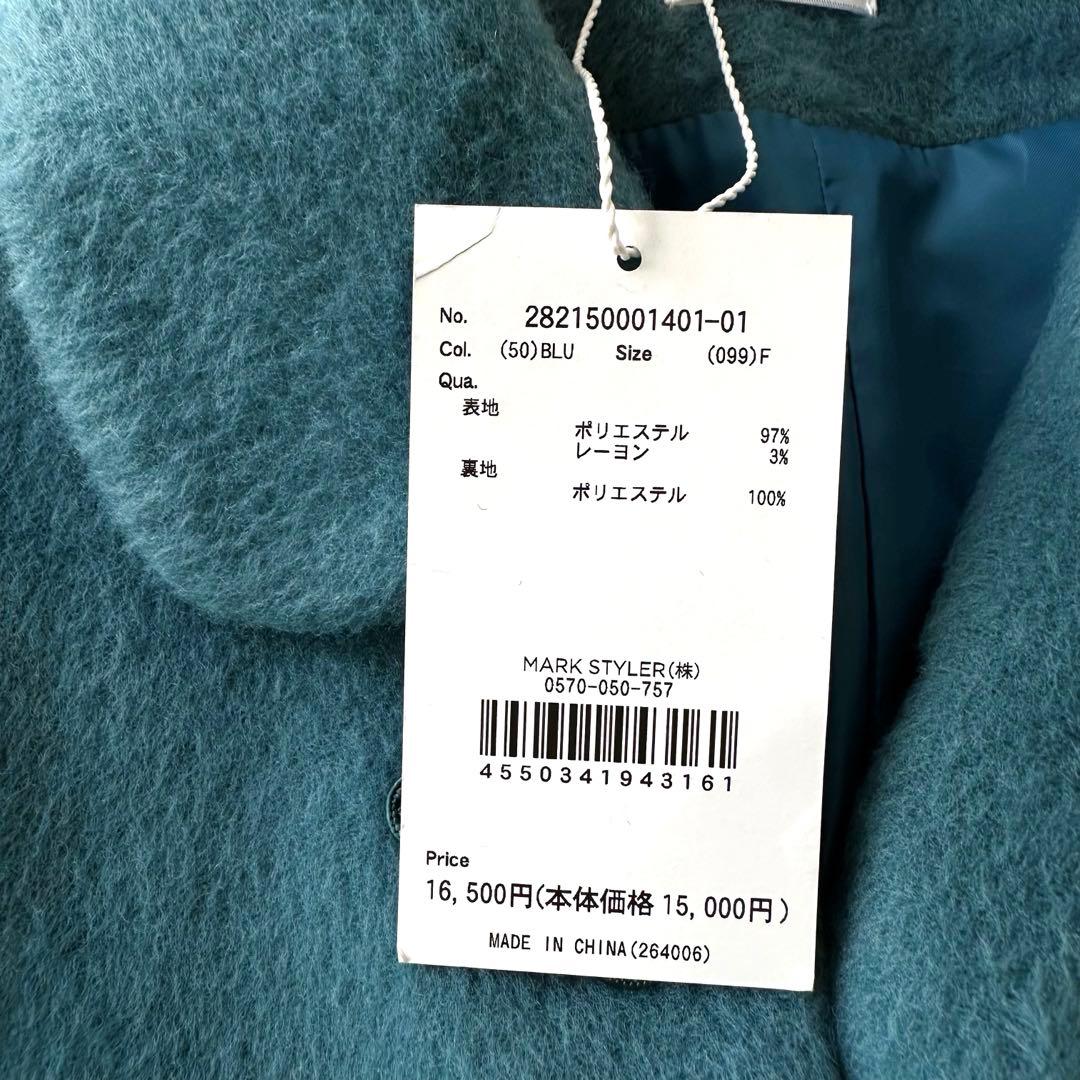 No. 282150001401-01
Col. (50)BLU Size (099)F
Qua.
表地
ポリエステル 97%
レーヨン 3%
裏地
ポリエステル 100%
MARK STYLER(株)
0570-050-757
4550341943161
Price
16,500円(本体価格 15,000円)
MADE IN CHINA(264006)